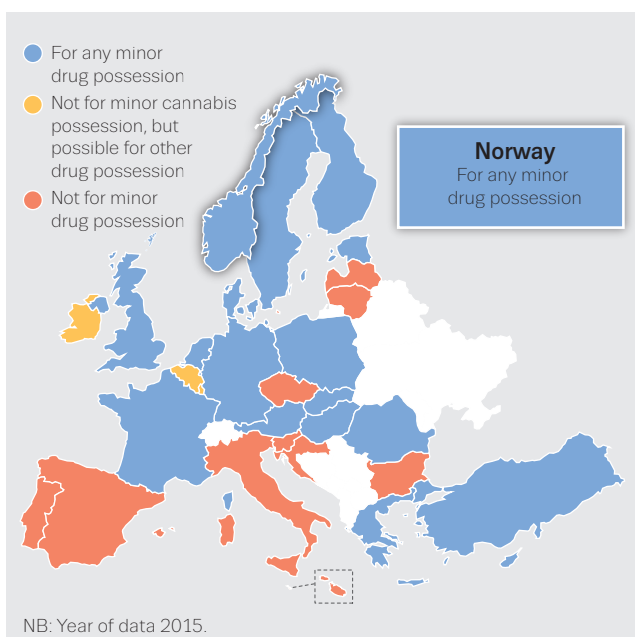 For any minor
drug possession
Not for minor cannabis
possession, but
possible for other
drug possession
Not for minor
drug possession
Norway
For any minor
drug possession
NB: Year of data 2015.